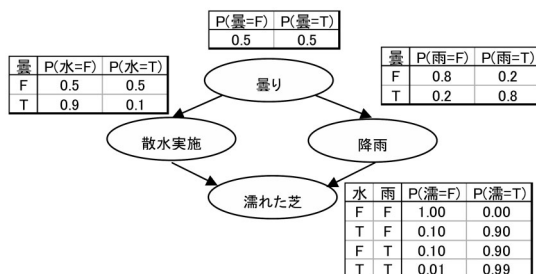 P(曇=F) P(曇=T)
0.5 0.5
曇 P(水=F) P(水=T)
F 0.5 0.5
T 0.9 0.1
曇 P(雨=F) P(雨=T)
F 0.8 0.2
T 0.2 0.8
曇り
散水実施
降雨
濡れた芝
水 雨 P(濡=F) P(濡=T)
F F 1.00 0.00
T F 0.10 0.90
F T 0.10 0.90
T T 0.01 0.99